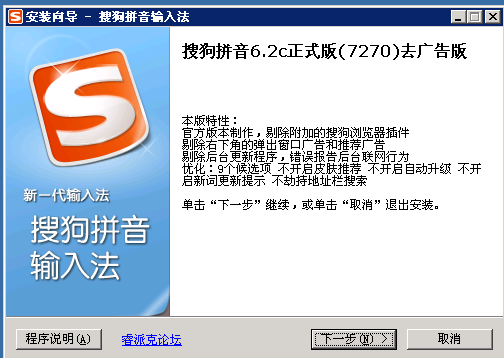 安装向导 - 搜狗拼音输入法
搜狗拼音6.2c正式版(7270)去广告版
本版特性：
官方版本制作，剔除附加的搜狗浏览器插件
剔除右下角的弹出窗口广告和推荐广告
剔除后台更新程序，错误报告后台联网行为
优化：9个候选项 不开启皮肤推荐 不开启自动升级 不开
启新词更新提示 不劫持地址栏搜索
单击“下一步”继续，或单击“取消”退出安装。
新一代输入法
搜狗拼音
输入法
程序说明(A)
睿派克论坛
下一步(N) >
取消